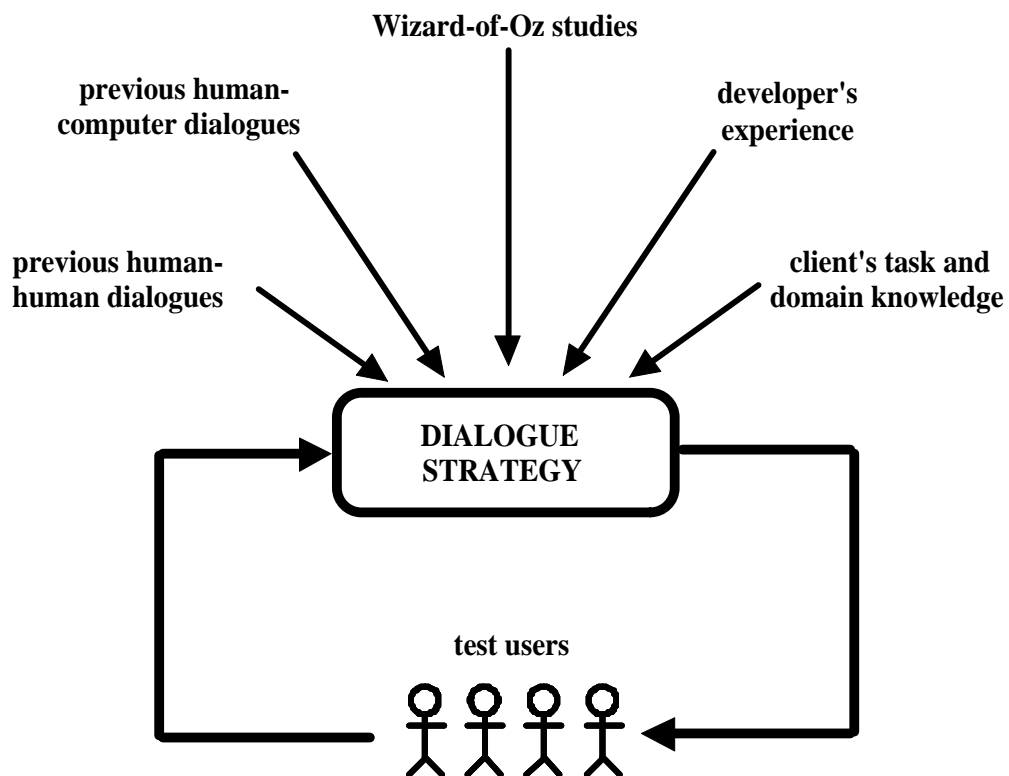 Wizard-of-Oz studies
previous human-
computer dialogues
developer's
experience
previous human-
human dialogues
client's task and
domain knowledge
DIALOGUE
STRATEGY
test users